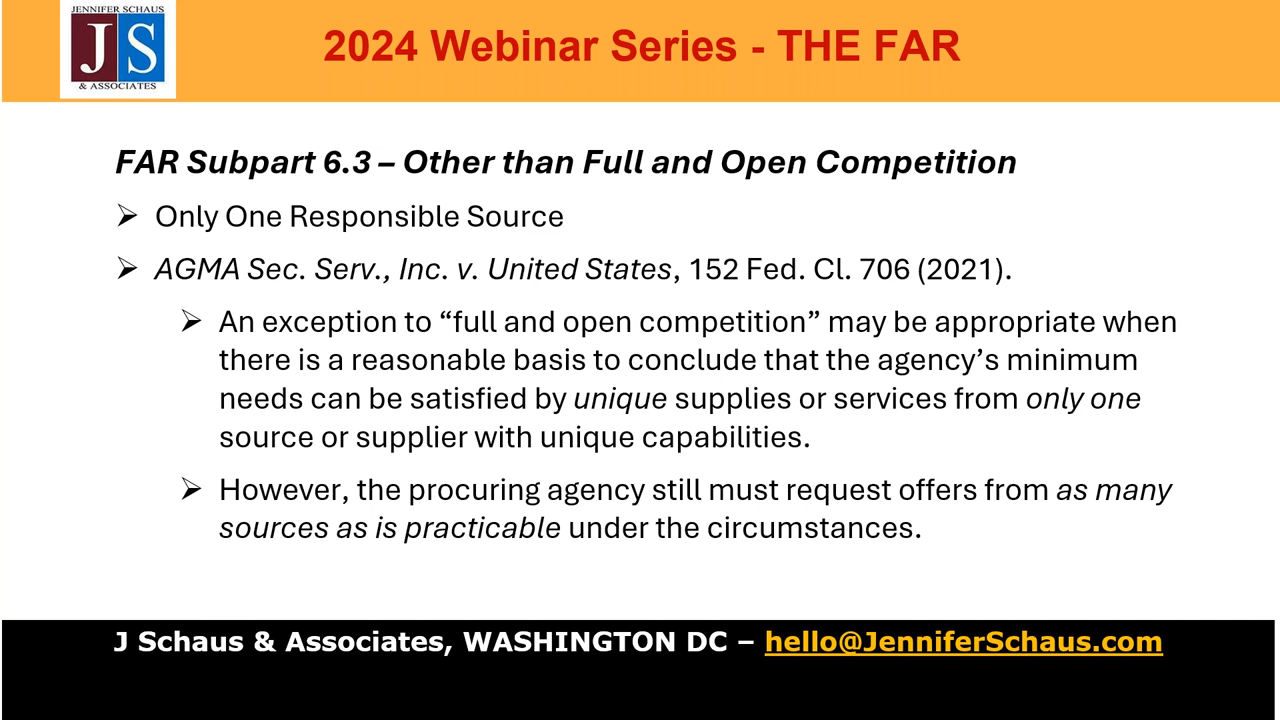 JENNIFER SCHAUS
J S
& ASSOCIATES
2024 Webinar Series - THE FAR
FAR Subpart 6.3 – Other than Full and Open Competition
➢ Only One Responsible Source
➢ AGMA Sec. Serv., Inc. v. United States, 152 Fed. Cl. 706 (2021).
➢ An exception to “full and open competition” may be appropriate when
there is a reasonable basis to conclude that the agency’s minimum
needs can be satisfied by unique supplies or services from only one
source or supplier with unique capabilities.
➢ However, the procuring agency still must request offers from as many
sources as is practicable under the circumstances.
J Schaus & Associates, WASHINGTON DC – hello@JenniferSchaus.com